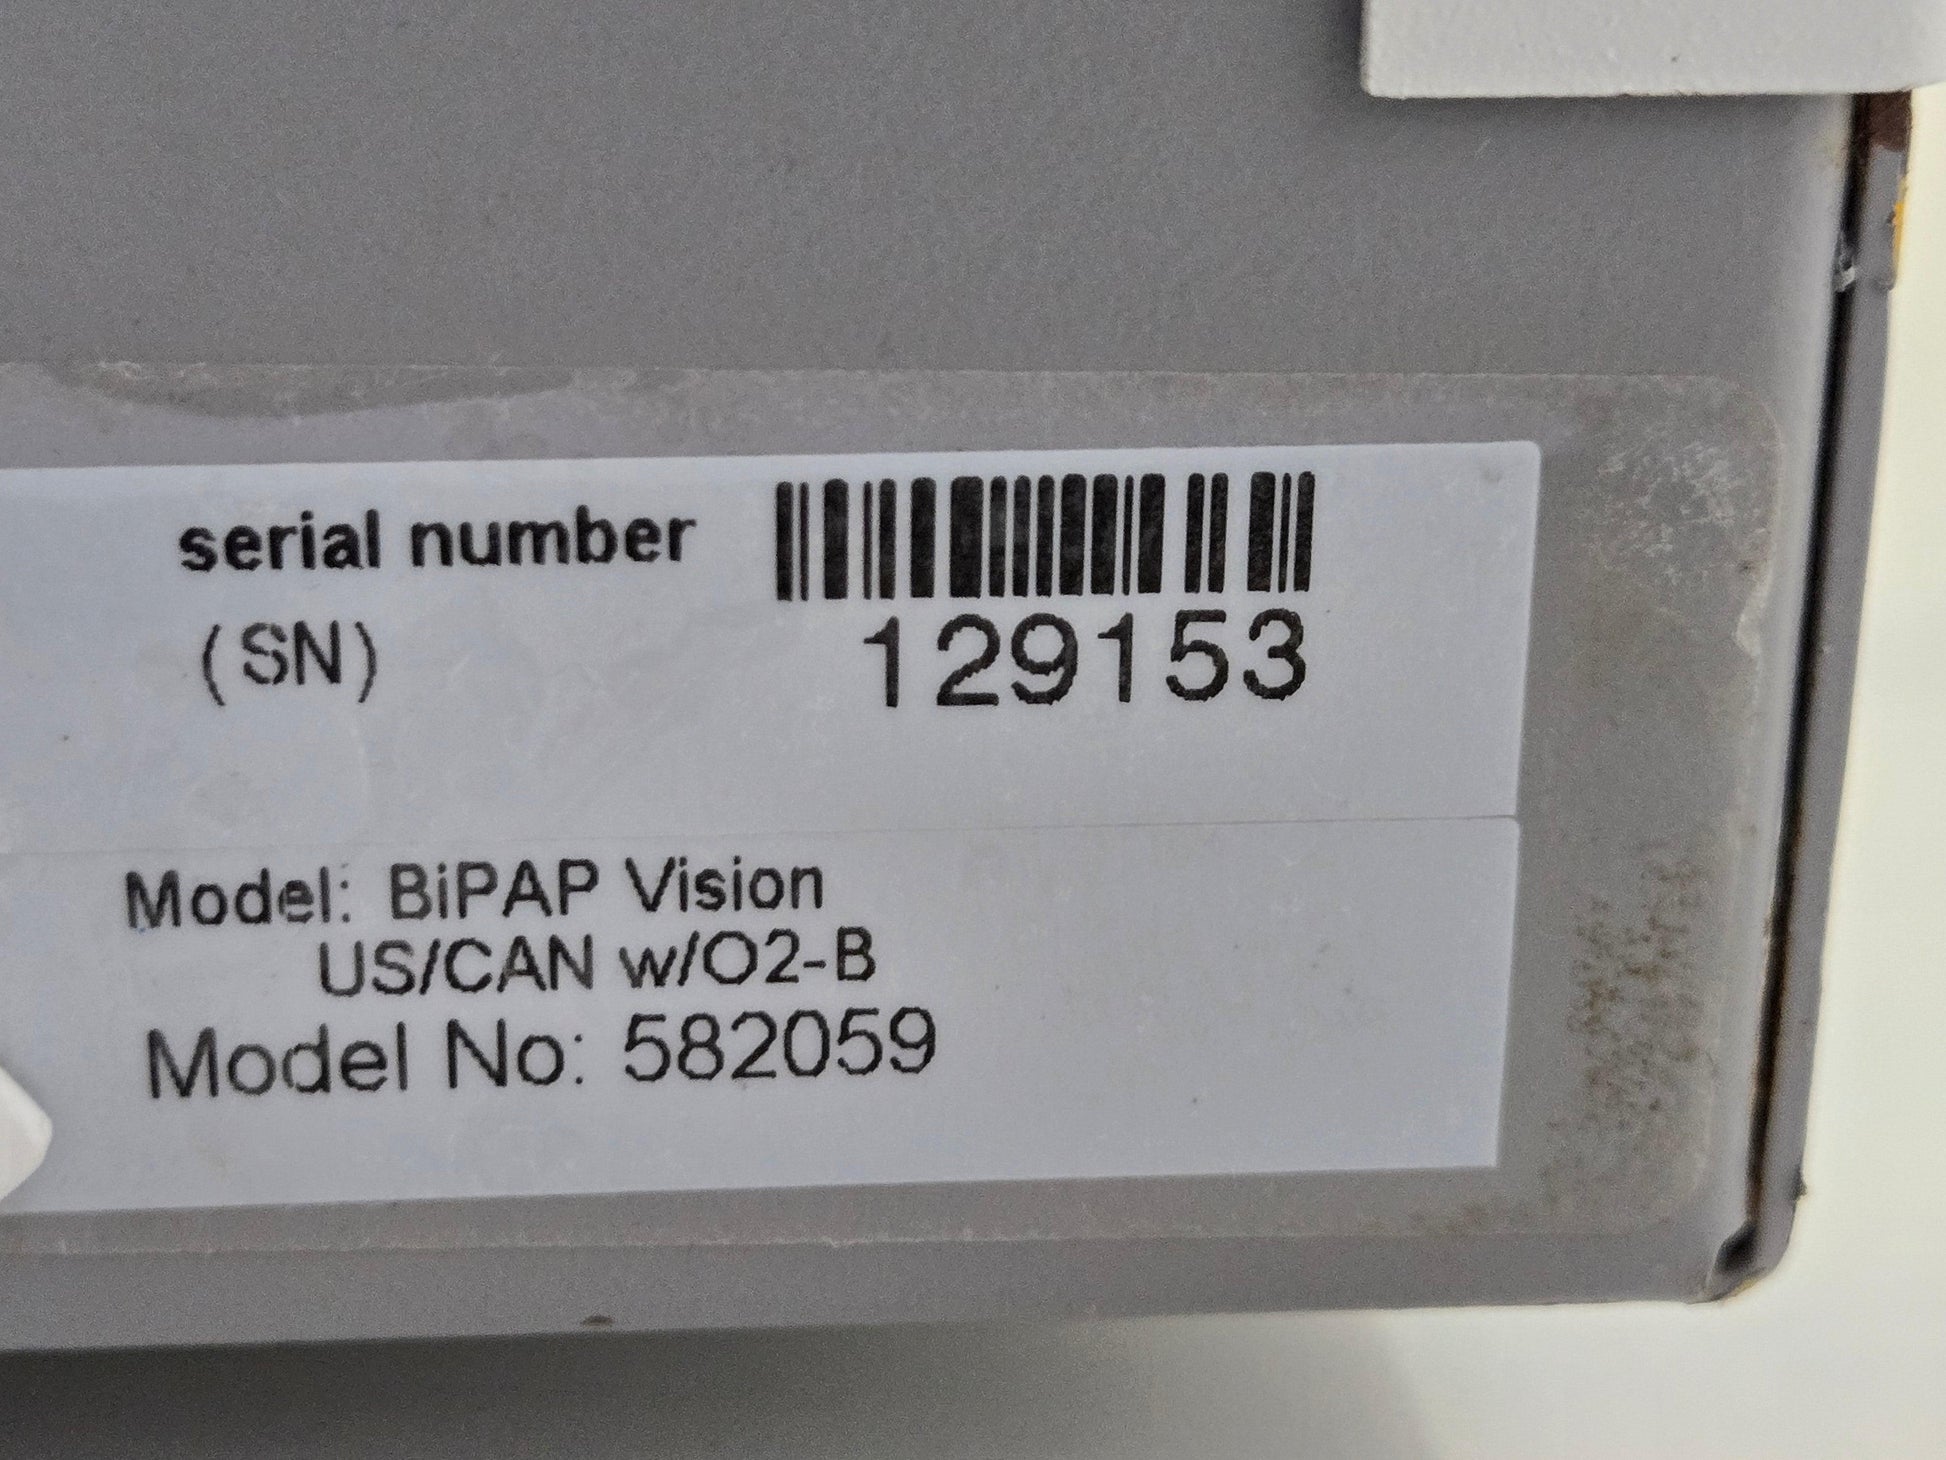 serial number
(SN)
129153
Model: BiPAP Vision
US/CAN w/O2-B
Model No: 582059